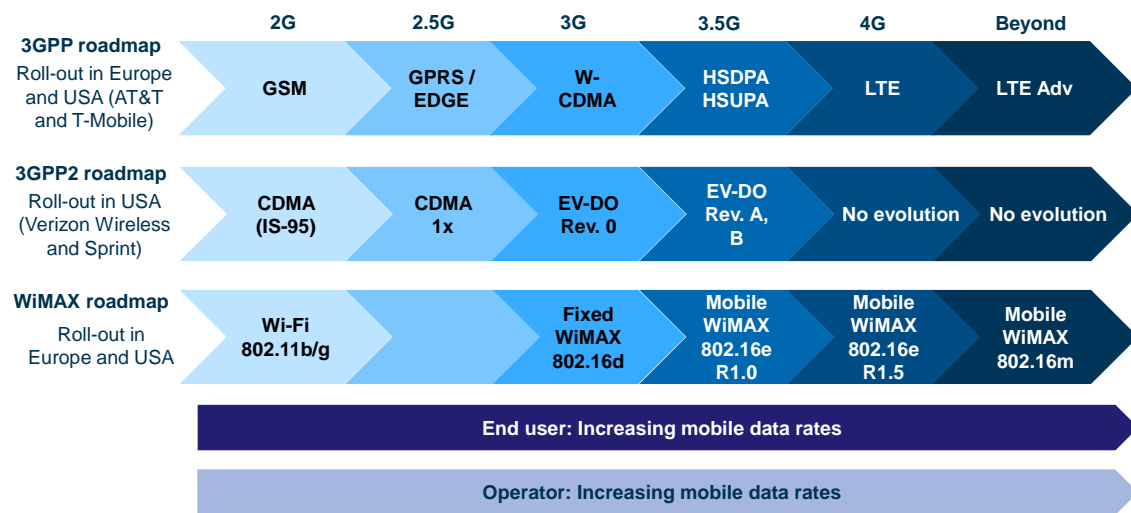 2G 2.5G 3G 3.5G 4G Beyond
3GPP roadmap
Roll-out in Europe
and USA (AT&T
and T-Mobile)
GSM
GPRS /
EDGE
W-
CDMA
HSDPA
HSUPA
LTE
LTE Adv
3GPP2 roadmap
Roll-out in USA
(Verizon Wireless
and Sprint)
CDMA
(IS-95)
CDMA
1x
EV-DO
Rev. 0
EV-DO
Rev. A,
B
No evolution
No evolution
WiMAX roadmap
Roll-out in
Europe and USA
Wi-Fi
802.11b/g
Fixed
WiMAX
802.16d
Mobile
WiMAX
802.16e
R1.0
Mobile
WiMAX
802.16e
R1.5
Mobile
WiMAX
802.16m
End user: Increasing mobile data rates
Operator: Increasing mobile data rates